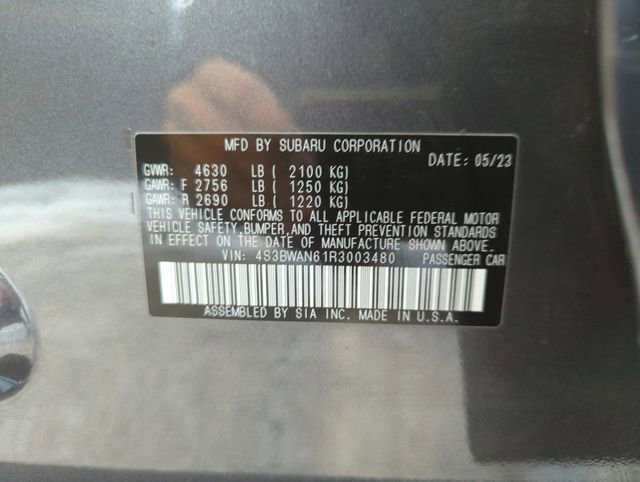 MFD BY SUBARU CORPORATION
DATE: 05/23
GVWR: 4630 LB ( 2100 KG)
GAWR: F 2756 LB ( 1250 KG)
GAWR: R 2690 LB ( 1220 KG)
THIS VEHICLE CONFORMS TO ALL APPLICABLE FEDERAL MOTOR
VEHICLE SAFETY, BUMPER, AND THEFT PREVENTION STANDARDS
IN EFFECT ON THE DATE OF MANUFACTURE SHOWN ABOVE.
VIN: 4S3BWAN61R3003480 PASSENGER CAR
ASSEMBLED BY SIA INC. MADE IN U.S.A.